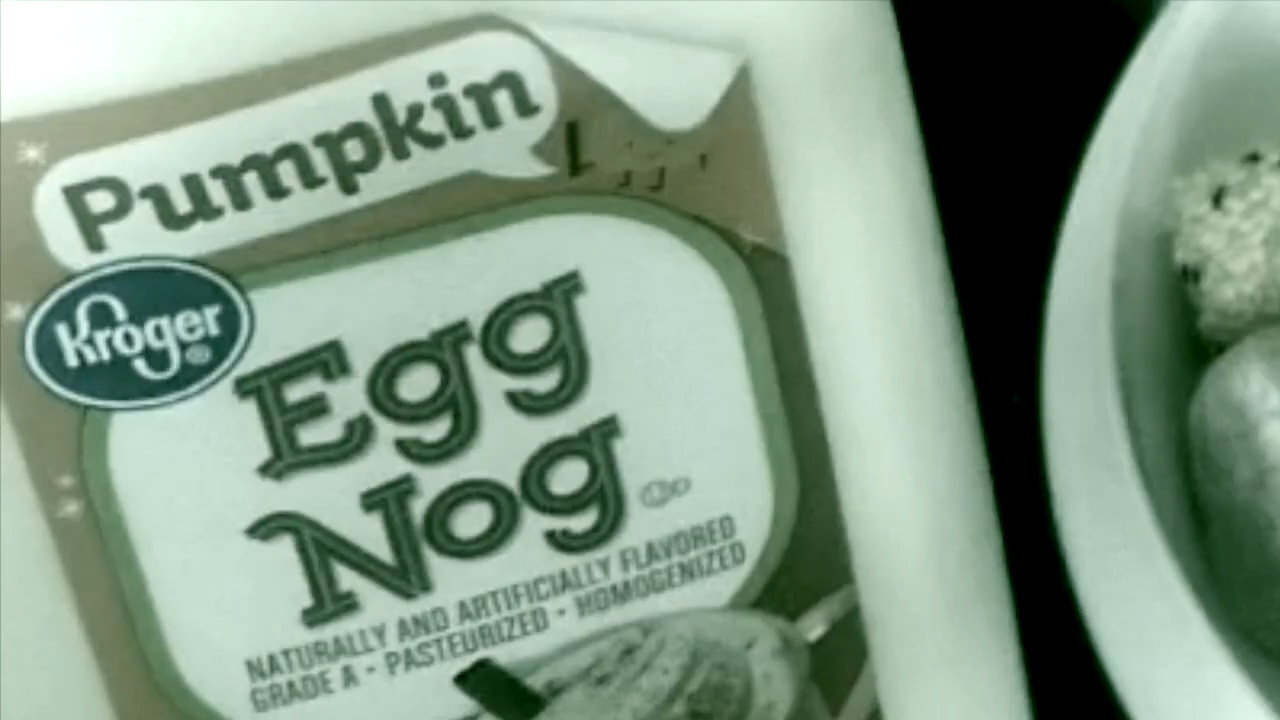 Pumpkin
Kroger®
Egg
Nog
NATURALLY AND ARTIFICIALLY FLAVORED
GRADE A • PASTEURIZED • HOMOGENIZED